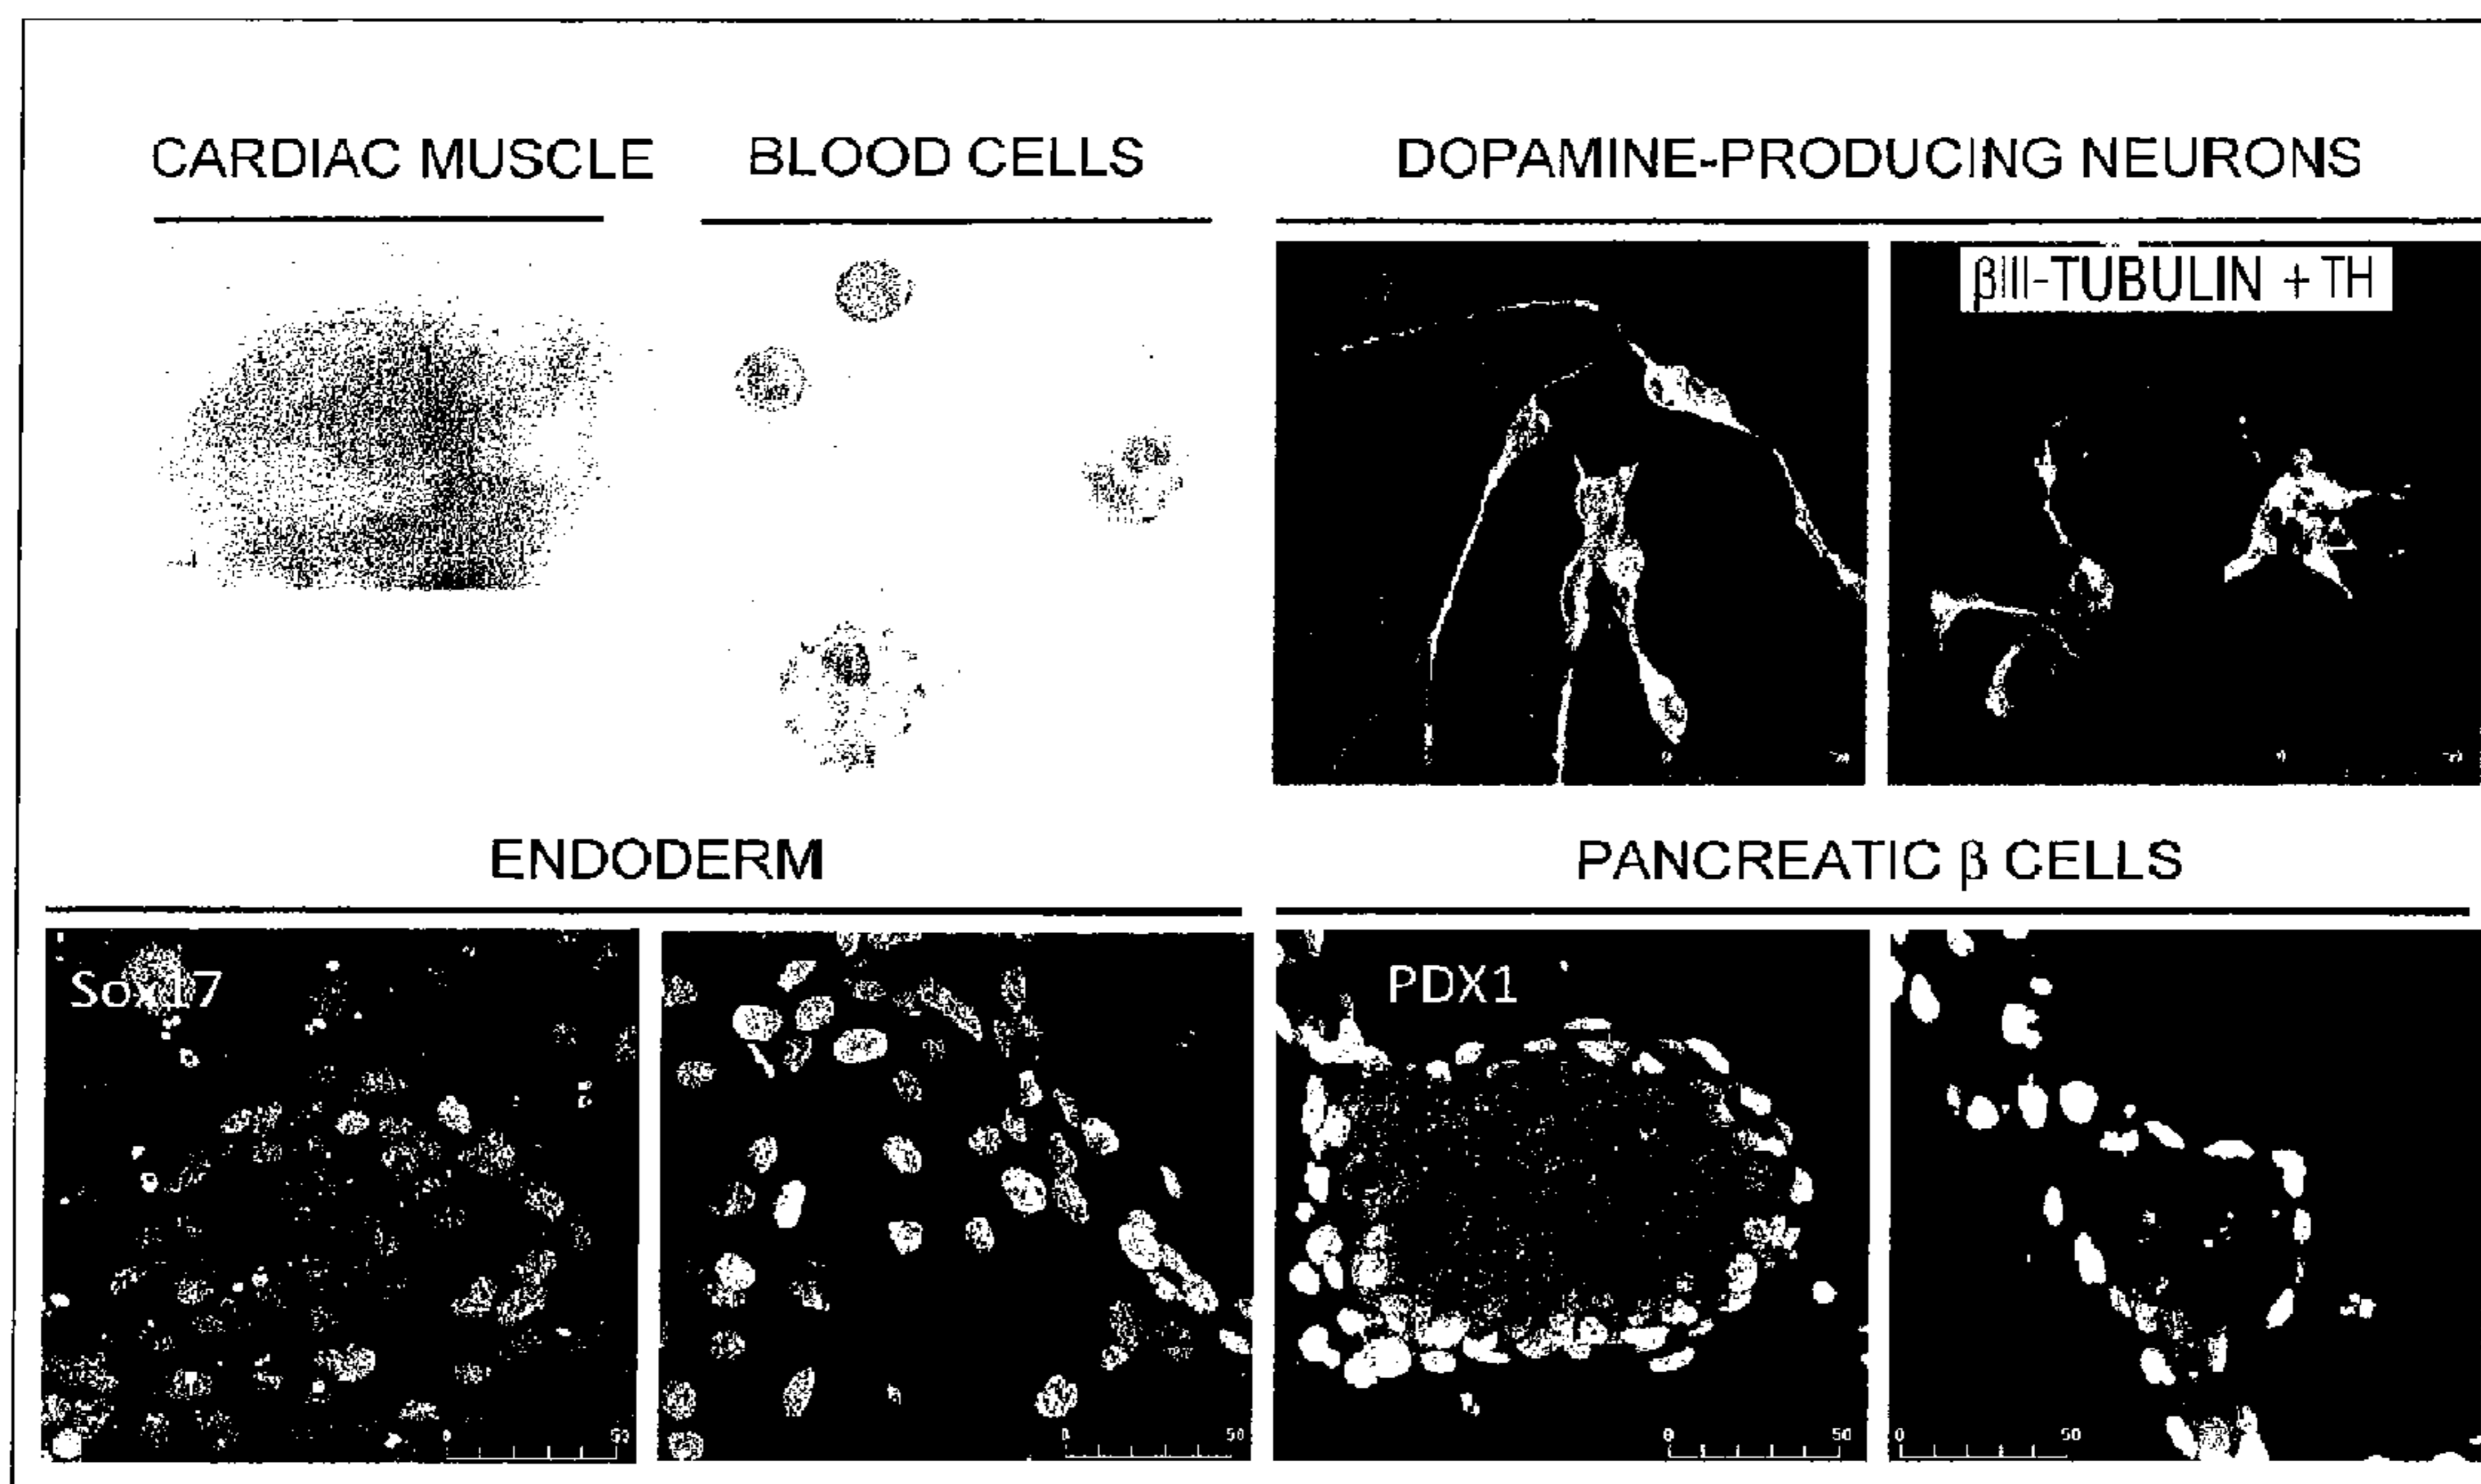 CARDIAC MUSCLE
BLOOD CELLS
DOPAMINE-PRODUCING NEURONS
βIII-TUBULIN + TH
ENDODERM
PANCREATIC β CELLS
Sox17
PDX1
0 50
0 50
0 50
0 50